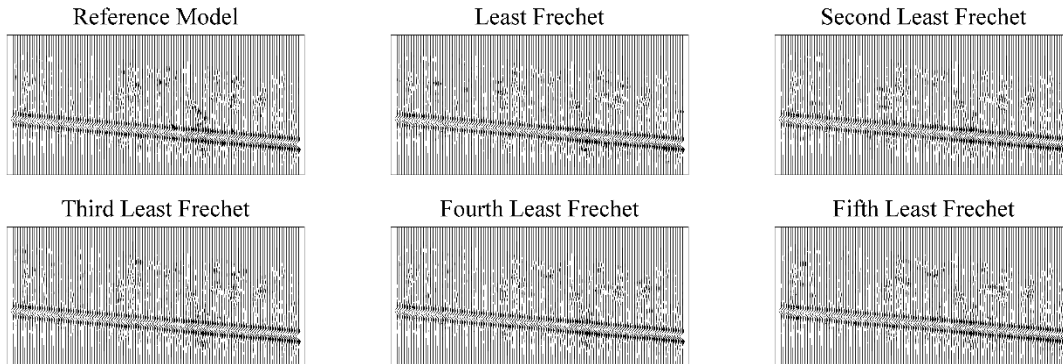 Reference Model
Least Frechet
Second Least Frechet
Third Least Frechet
Fourth Least Frechet
Fifth Least Frechet